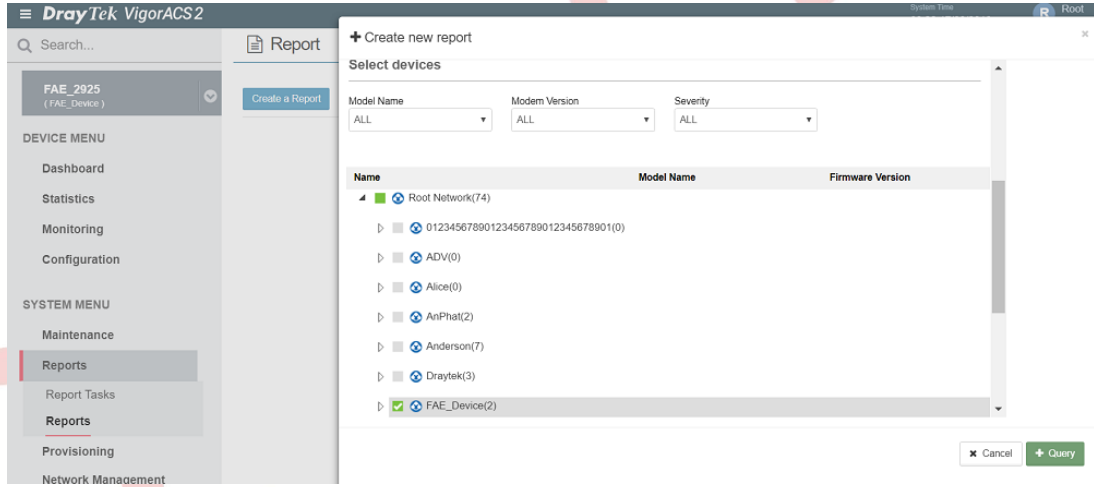 DrayTek VigorACS 2
System Time
R Root
Search...
Report
+ Create new report
×
Select devices
FAE_2925
(FAE_Device)
Create a Report
Model Name
Modem Version
Severity
ALL
ALL
ALL
DEVICE MENU
Dashboard
Statistics
Monitoring
Configuration
Name
Model Name
Firmware Version
Root Network(74)
01234567890123456789012345678901(0)
ADV(0)
Alice(0)
AnPhat(2)
Anderson(7)
Draytek(3)
FAE_Device(2)
SYSTEM MENU
Maintenance
Reports
Report Tasks
Reports
Provisioning
Network Management
× Cancel
+ Query